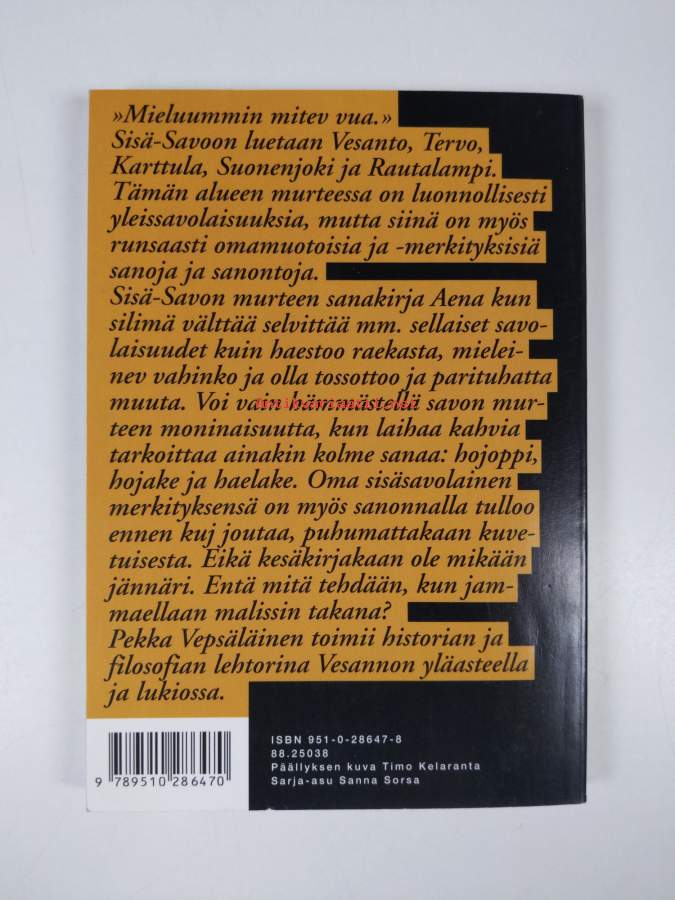 »Mieluummin mitev vua.»
Sisä-Savoon luetaan Vesanto, Tervo,
Karttula, Suonenjoki ja Rautalampi.
Tämän alueen murteessa on luonnollisesti
yleissavolaisuuksia, mutta siinä on myös
runsaasti omamuotoisia ja -merkityksisiä
sanoja ja sanontoja.
Sisä-Savon murteen sanakirja Aena kun
silimä välttää selvittää mm. sellaiset savo-
laisuudet kuin haestoo raekasta, mielei-
nev vahinko ja olla tossottoo ja parituhatta
muuta. Voi vain hämmästellä savon mur-
teen moninaisuutta, kun laihaa kahvia
tarkoittaa ainakin kolme sanaa: hojoppi,
hojake ja haelake. Oma sisäsavolainen
merkityksensä on myös sanonnalla tulloo
ennen kuj joutaa, puhumattakaan kuve-
tuisesta. Eikä kesäkirjakaan ole mikään
jännäri. Entä mitä tehdään, kun jam-
maellaan malissin takana?
Pekka Vepsäläinen toimii historian ja
filosofian lehtorina Vesannon yläasteella
ja lukiossa.
ISBN 951-0-28647-8
88.25038
Päällyksen kuva Timo Kelaranta
Sarja-asu Sanna Sorsa
9 789510 286470